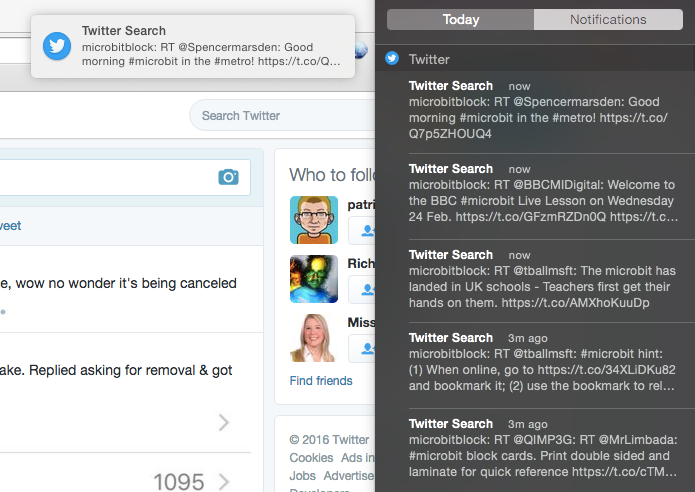 Twitter Search
microbitblock: RT @Spencermarsden: Good
morning #microbit in the #metro! https://t.co/Q...
Search Twitter
Who to follo
patri
Rich
Miss
Find friends
© 2016 Twitter
Cookies Ads in
Jobs Advertise
Developers
weet
e, wow no wonder it's being canceled
ake. Replied asking for removal & got
1095
Today
Notifications
Twitter
Twitter Search now
microbitblock: RT @Spencermarsden: Good
morning #microbit in the #metro! https://t.co/
Q7p5ZHOUQ4
Twitter Search now
microbitblock: RT @BBCMIDigital: Welcome to
the BBC #microbit Live Lesson on Wednesday
24 Feb. https://t.co/GFzmRZDn0Q https://t.c...
Twitter Search now
microbitblock: RT @tballmsft: The microbit has
landed in UK schools - Teachers first get their
hands on them. https://t.co/AMXhoKuuDp
Twitter Search 3m ago
microbitblock: RT @tballmsft: #microbit hint:
(1) When online, go to https://t.co/34XLiDKu82
and bookmark it; (2) use the bookmark to rel...
Twitter Search 3m ago
microbitblock: RT @QIMP3G: RT @MrLimbada:
#microbit block cards. Print double sided and
laminate for quick reference https://t.co/cTM...